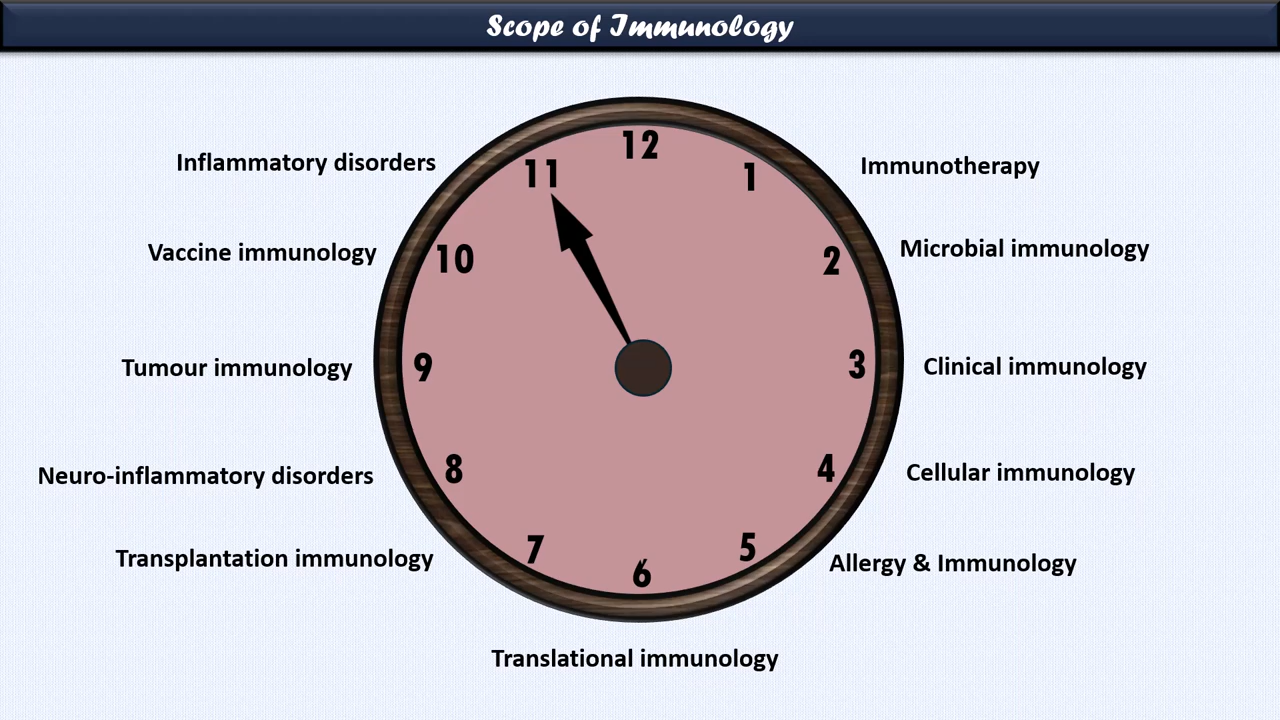 Scope of Immunology
12
11
1
Inflammatory disorders
Immunotherapy
10
2
Vaccine immunology
Microbial immunology
9
3
Tumour immunology
Clinical immunology
8
4
Neuro-inflammatory disorders
Cellular immunology
7
5
6
Transplantation immunology
Allergy & Immunology
Translational immunology